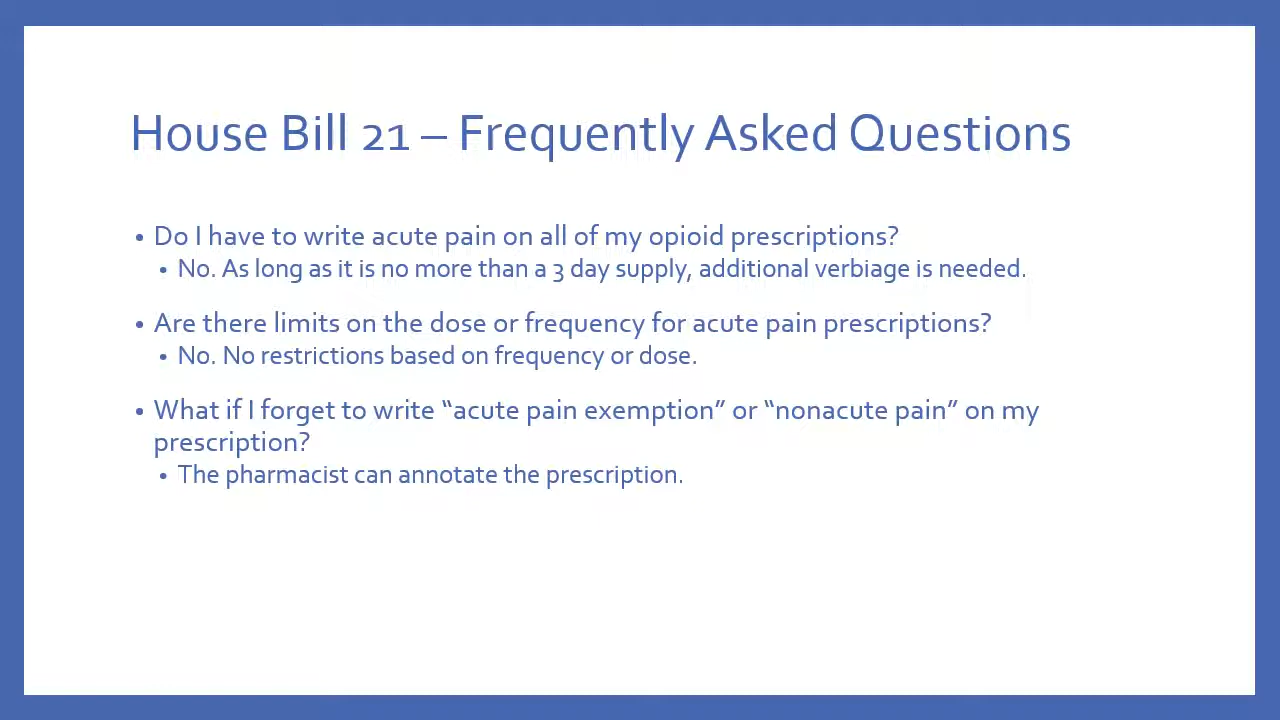 House Bill 21 – Frequently Asked Questions
• Do I have to write acute pain on all of my opioid prescriptions?
• No. As long as it is no more than a 3 day supply, additional verbiage is needed.
• Are there limits on the dose or frequency for acute pain prescriptions?
• No. No restrictions based on frequency or dose.
• What if I forget to write “acute pain exemption” or “nonacute pain” on my
prescription?
• The pharmacist can annotate the prescription.